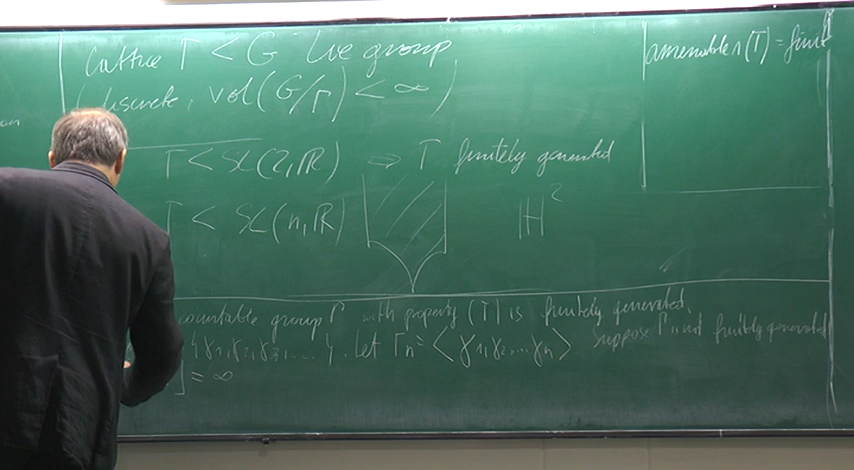 Lattice Γ < G Lie group
(discrete, vol(G/Γ) < ∞)
amenable ∩ (T) = finite
Γ < SL(2,ℝ) ⇒ Γ finitely generated
Γ < SL(n,ℝ)
ℍ²
countable group Γ with property (T) is finitely generated.
{γ₁,γ₂,γ₃,....}. Let Γn = <γ₁,γ₂...γn>. Suppose Γ is not finitely generated
] = ∞